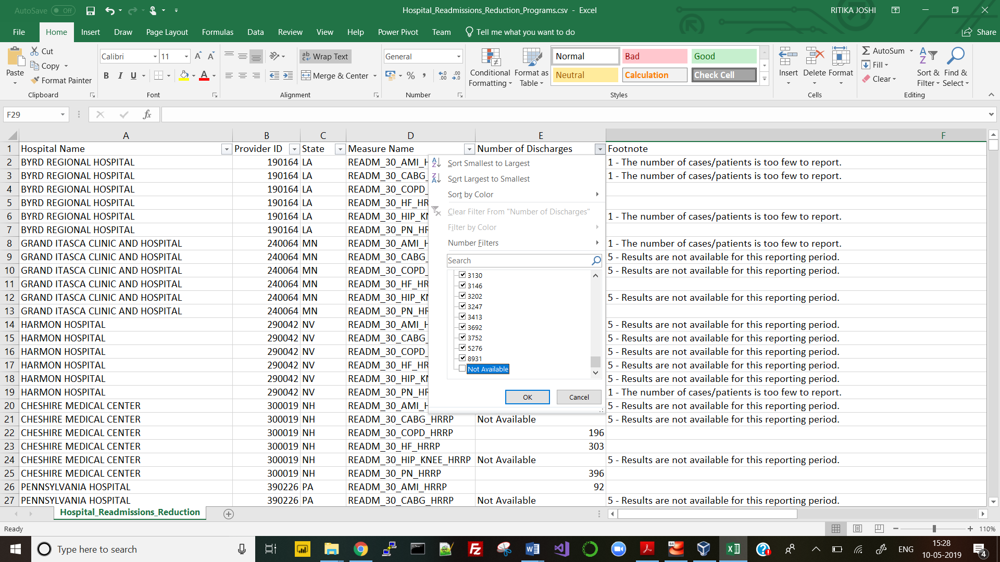 AutoSave Off Hospital_Readmissions_Reduction_Programs.csv - Excel RITIKA JOSHI
File Home Insert Draw Page Layout Formulas Data Review View Help Power Pivot Team Tell me what you want to do Share
Cut
Copy
Format Painter
Paste
Clipboard
Calibri 11
B I U
Font
Wrap Text
Merge & Center
Alignment
General
Number
Conditional Formatting
Format as Table
Normal Bad Good
Neutral Calculation Check Cell
Styles
Insert Delete Format
Cells
AutoSum
Fill
Clear
Sort & Filter
Find & Select
Editing
F29 fx
A B C D E F
1 Hospital Name Provider ID State Measure Name Number of Discharges Footnote
2 BYRD REGIONAL HOSPITAL 190164 LA READM_30_AMI_H 1 - The number of cases/patients is too few to report.
3 BYRD REGIONAL HOSPITAL 190164 LA READM_30_CABG_ 1 - The number of cases/patients is too few to report.
4 BYRD REGIONAL HOSPITAL 190164 LA READM_30_COPD_
5 BYRD REGIONAL HOSPITAL 190164 LA READM_30_HF_HR
6 BYRD REGIONAL HOSPITAL 190164 LA READM_30_HIP_KN 1 - The number of cases/patients is too few to report.
7 BYRD REGIONAL HOSPITAL 190164 LA READM_30_PN_HR
8 GRAND ITASCA CLINIC AND HOSPITAL 240064 MN READM_30_AMI_H 1 - The number of cases/patients is too few to report.
9 GRAND ITASCA CLINIC AND HOSPITAL 240064 MN READM_30_CABG_ 5 - Results are not available for this reporting period.
10 GRAND ITASCA CLINIC AND HOSPITAL 240064 MN READM_30_COPD_ 5 - Results are not available for this reporting period.
11 GRAND ITASCA CLINIC AND HOSPITAL 240064 MN READM_30_HF_HR
12 GRAND ITASCA CLINIC AND HOSPITAL 240064 MN READM_30_HIP_KN 5 - Results are not available for this reporting period.
13 GRAND ITASCA CLINIC AND HOSPITAL 240064 MN READM_30_PN_HR
14 HARMON HOSPITAL 290042 NV READM_30_AMI_H 5 - Results are not available for this reporting period.
15 HARMON HOSPITAL 290042 NV READM_30_CABG_ 5 - Results are not available for this reporting period.
16 HARMON HOSPITAL 290042 NV READM_30_COPD_ 5 - Results are not available for this reporting period.
17 HARMON HOSPITAL 290042 NV READM_30_HF_HR 5 - Results are not available for this reporting period.
18 HARMON HOSPITAL 290042 NV READM_30_HIP_KN 5 - Results are not available for this reporting period.
19 HARMON HOSPITAL 290042 NV READM_30_PN_HR 1 - The number of cases/patients is too few to report.
20 CHESHIRE MEDICAL CENTER 300019 NH READM_30_AMI_H 5 - Results are not available for this reporting period.
21 CHESHIRE MEDICAL CENTER 300019 NH READM_30_CABG_HRRP Not Available 5 - Results are not available for this reporting period.
22 CHESHIRE MEDICAL CENTER 300019 NH READM_30_COPD_HRRP 196
23 CHESHIRE MEDICAL CENTER 300019 NH READM_30_HF_HRRP 303
24 CHESHIRE MEDICAL CENTER 300019 NH READM_30_HIP_KNEE_HRRP Not Available 5 - Results are not available for this reporting period.
25 CHESHIRE MEDICAL CENTER 300019 NH READM_30_PN_HRRP 396
26 PENNSYLVANIA HOSPITAL 390226 PA READM_30_AMI_HRRP 92
27 PENNSYLVANIA HOSPITAL 390226 PA READM_30_CABG_HRRP Not Available 5 - Results are not available for this reporting period.
Sort Smallest to Largest
Sort Largest to Smallest
Sort by Color
Clear Filter From "Number of Discharges"
Filter by Color
Number Filters
Search
3130
3146
3202
3247
3413
3692
3752
5276
8931
Not Available
OK Cancel
Hospital_Readmissions_Reduction
Ready 110%
Type here to search
ENG 15:28
10-05-2019
4